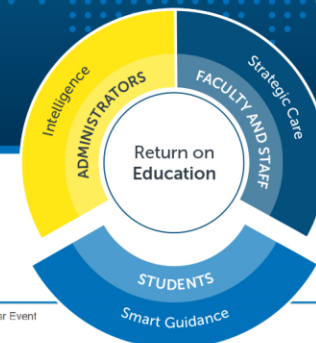 Intelligence
ADMINISTRATORS
Strategic Care
FACULTY AND STAFF
Return on
Education
STUDENTS
Smart Guidance
Event